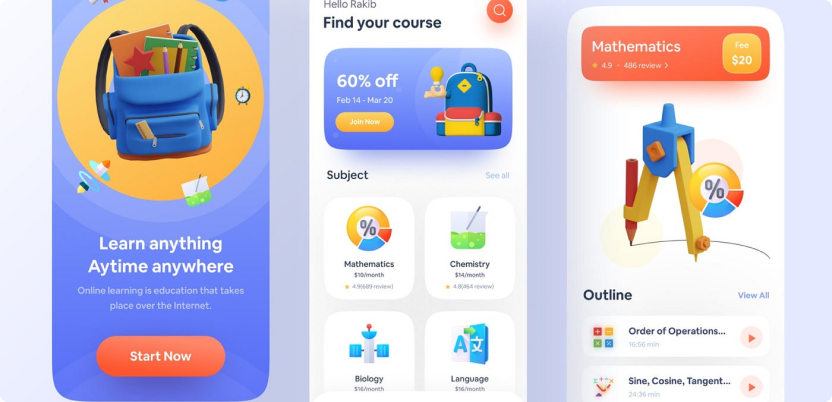 Learn anything
Aytime anywhere
Online learning is education that takes
place over the Internet.
Start Now
Hello Rakib
Find your course
60% off
Feb 14 - Mar 20
Join Now
Subject
See all
%
Mathematics
$10/month
4.9(689 review)
Chemistry
$14/month
4.8(464 review)
Biology
$16/month
A 文
Language
$16/month
Mathematics
4.9 · 486 review >
Fee
$20
%
Outline
View All
Order of Operations...
16:56 min
Sine, Cosine, Tangent...
24:36 min